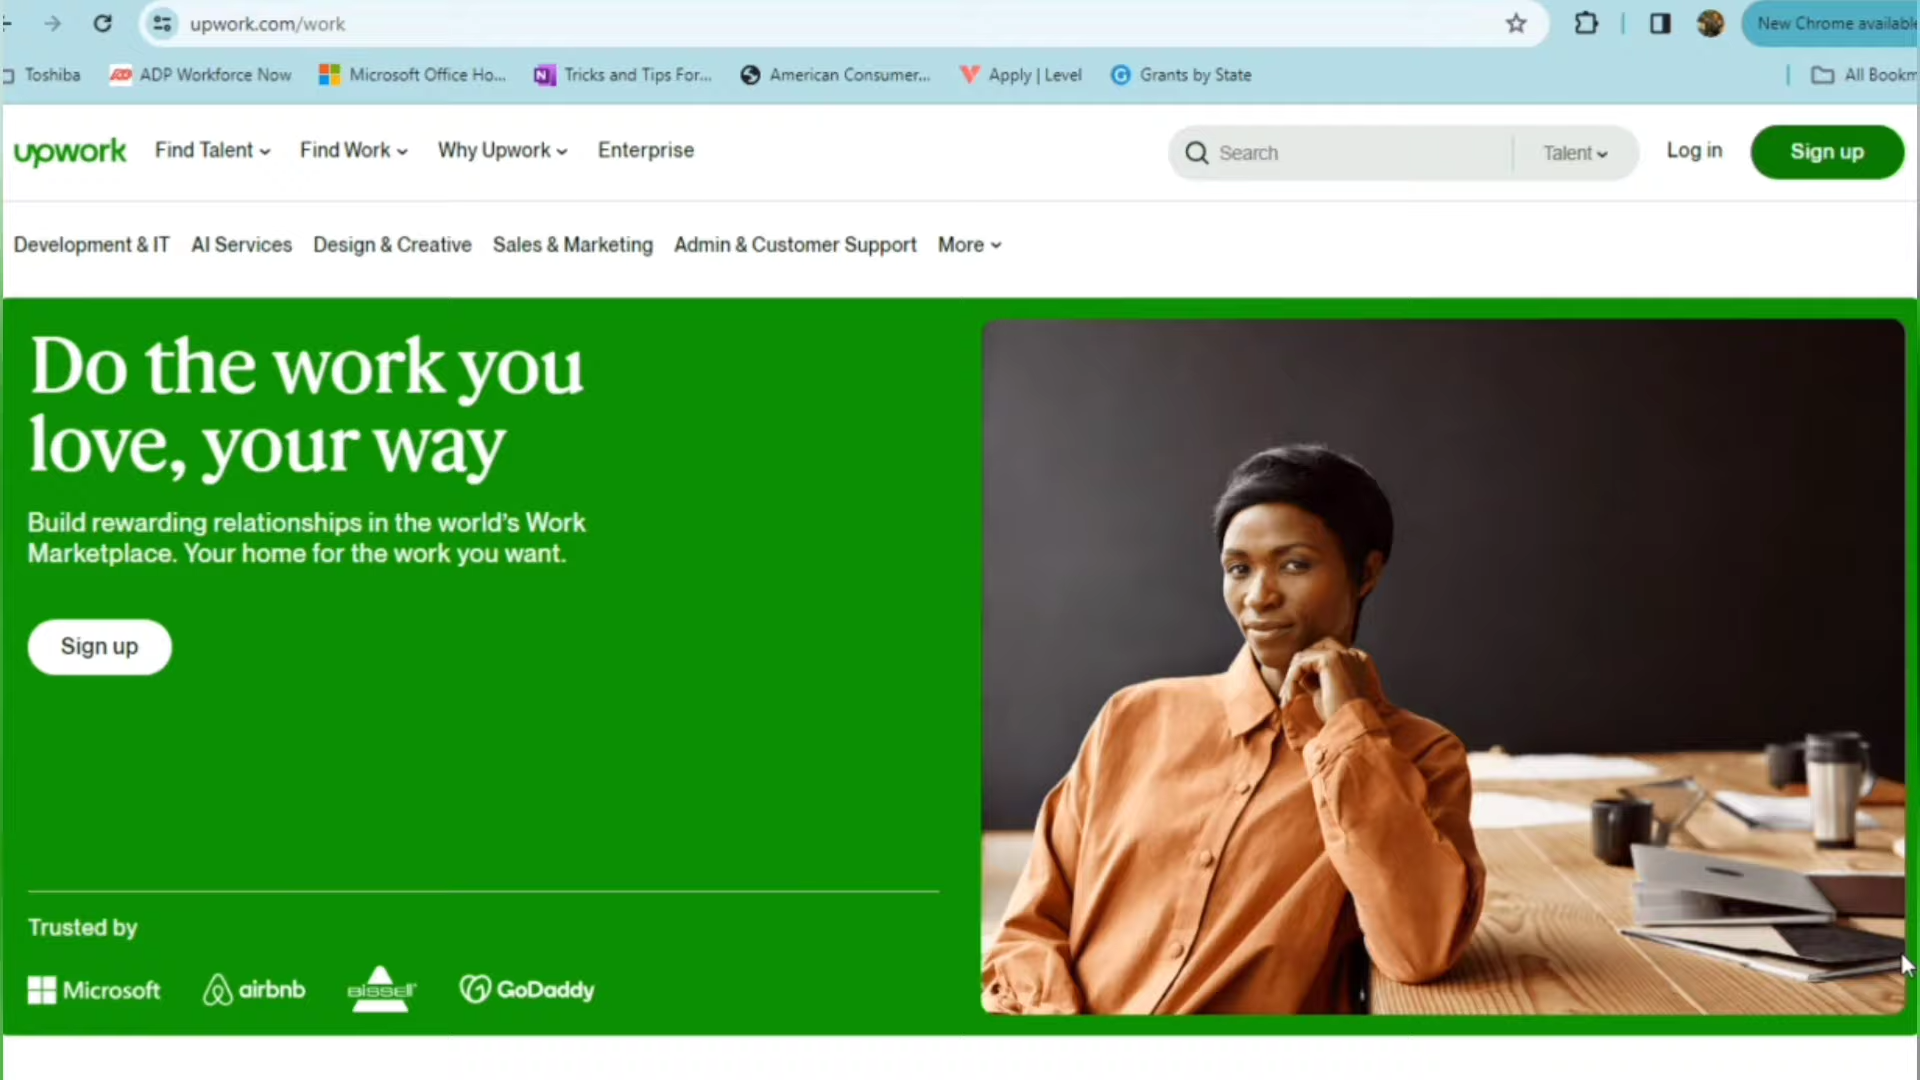 upwork.com/work
New Chrome available
Toshiba
ADP Workforce Now
Microsoft Office Ho...
Tricks and Tips For...
American Consumer...
Apply | Level
Grants by State
All Bookm
upwork
Find Talent
Find Work
Why Upwork
Enterprise
Search
Talent
Log in
Sign up
Development & IT
AI Services
Design & Creative
Sales & Marketing
Admin & Customer Support
More
Do the work you
love, your way
Build rewarding relationships in the world's Work
Marketplace. Your home for the work you want.
Sign up
Trusted by
Microsoft
airbnb
BISSELL
GoDaddy